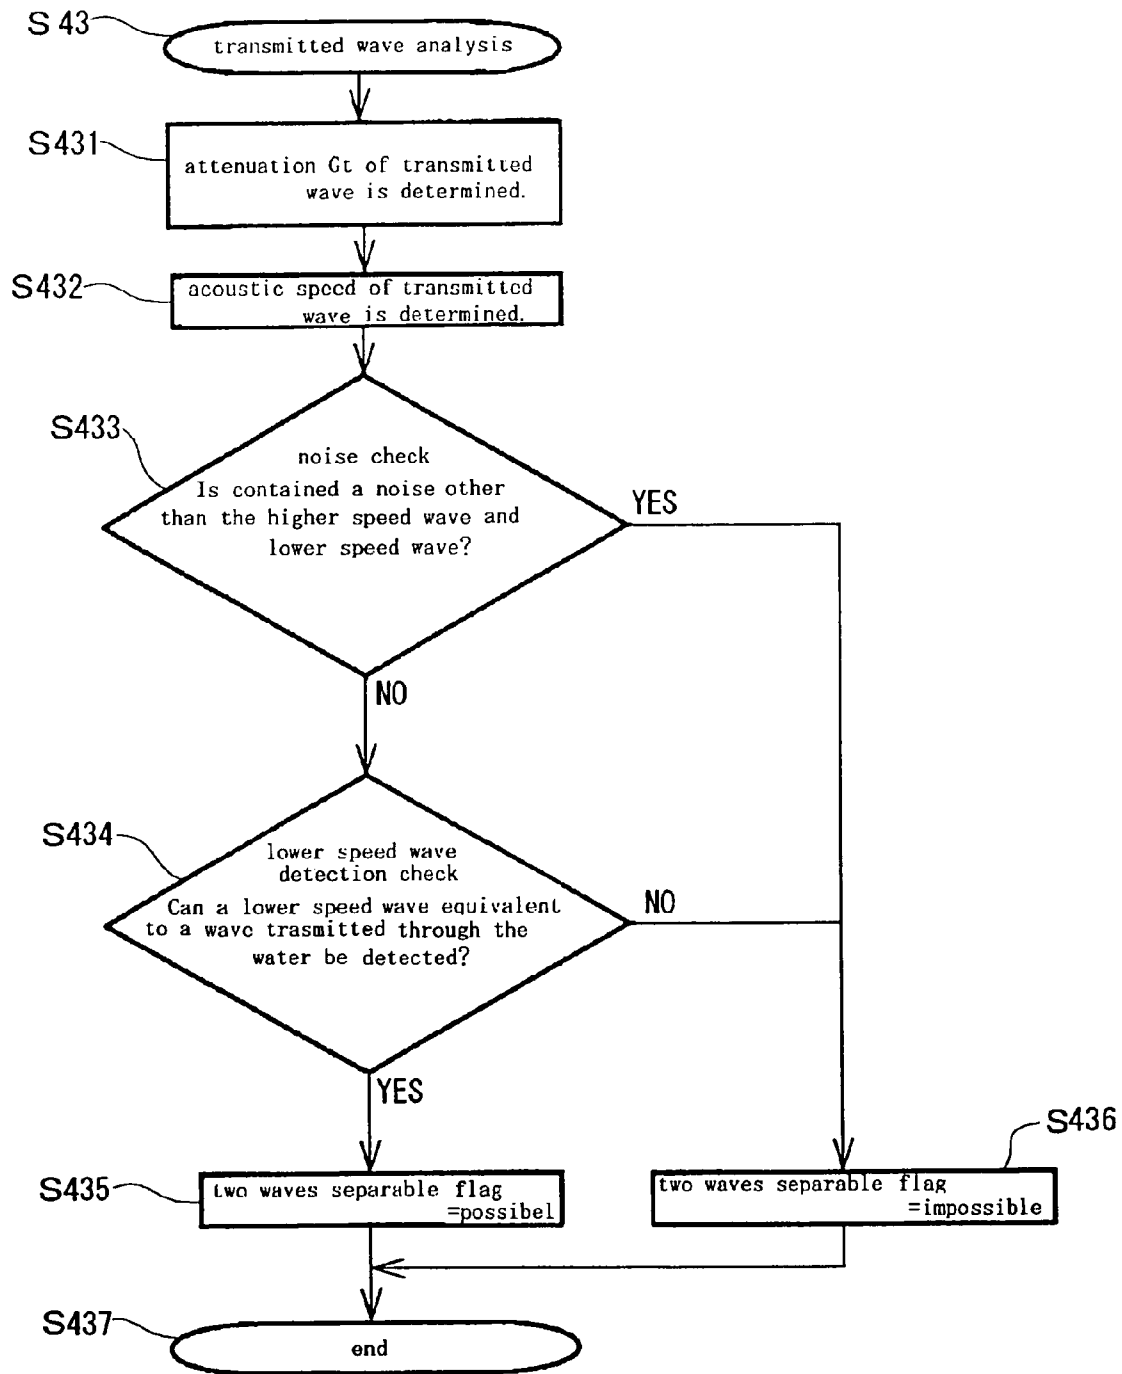 S 43
transmitted wave analysis
S431
attenuation Gt of transmitted
wave is determined.
S432
acoustic speed of transmitted
wave is determined.
S433
noise check
Is contained a noise other
than the higher speed wave and
lower speed wave?
YES
NO
S434
lower speed wave
detection check
Can a lower speed wave equivalent
to a wave trasmitted through the
water be detected?
NO
YES
S436
S435
two waves separable flag
=possibel
two waves separable flag
=impossible
S437
end